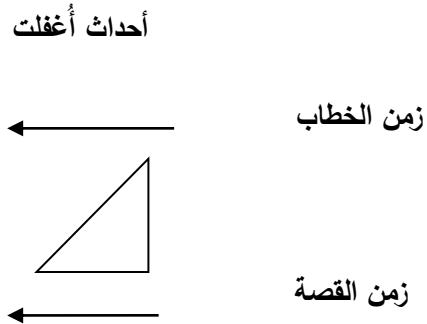 أحداث أُغفلت
زمن الخطاب
زمن القصة